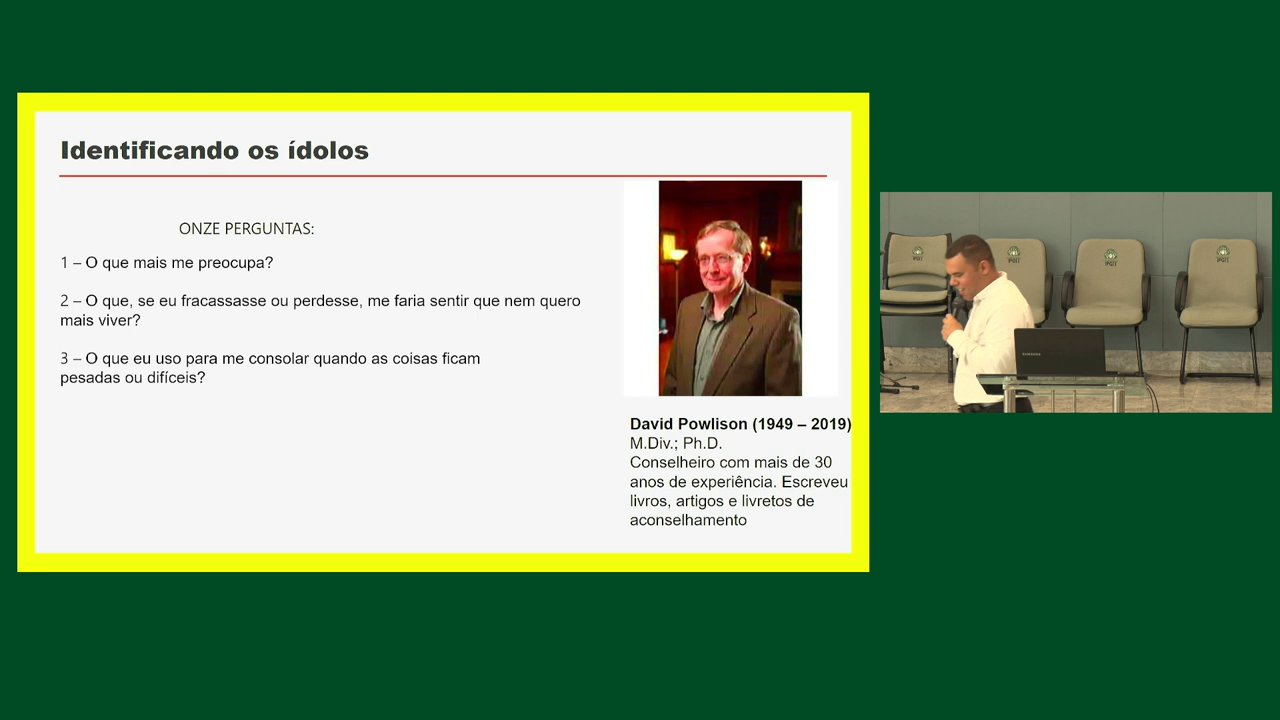 Identificando os ídolos
ONZE PERGUNTAS:
1 – O que mais me preocupa?
2 – O que, se eu fracassasse ou perdesse, me faria sentir que nem quero
mais viver?
3 – O que eu uso para me consolar quando as coisas ficam
pesadas ou difíceis?
David Powlison (1949 – 2019)
M.Div.; Ph.D.
Conselheiro com mais de 30
anos de experiência. Escreveu
livros, artigos e livretos de
aconselhamento
SAMSUNG